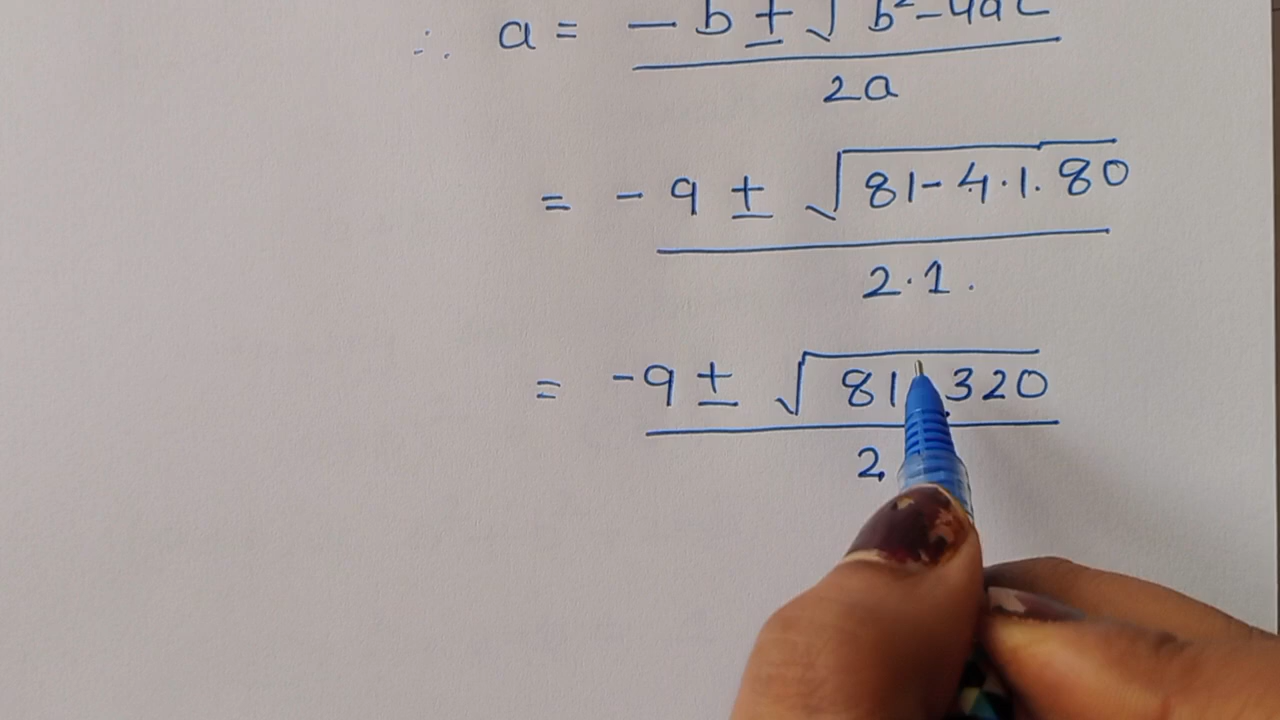 ∴ a = - b ± √ b²-4ac
2a
= - 9 ± √81-4.1.80
2.1.
= -9 ± √81 320
2